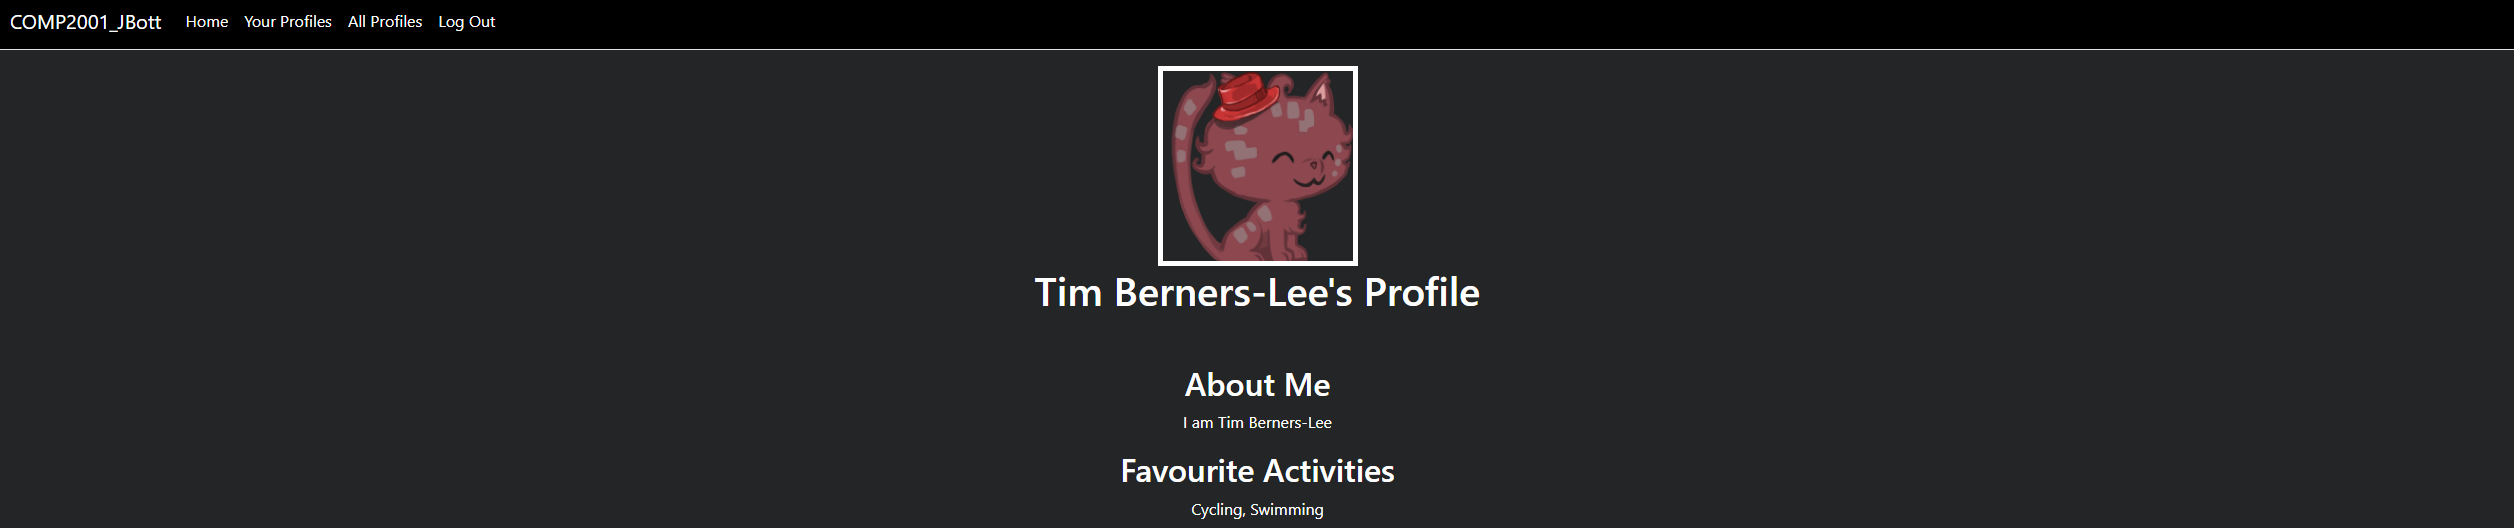 COMP2001_JBott Home Your Profiles All Profiles Log Out
Tim Berners-Lee's Profile
About Me
I am Tim Berners-Lee
Favourite Activities
Cycling, Swimming